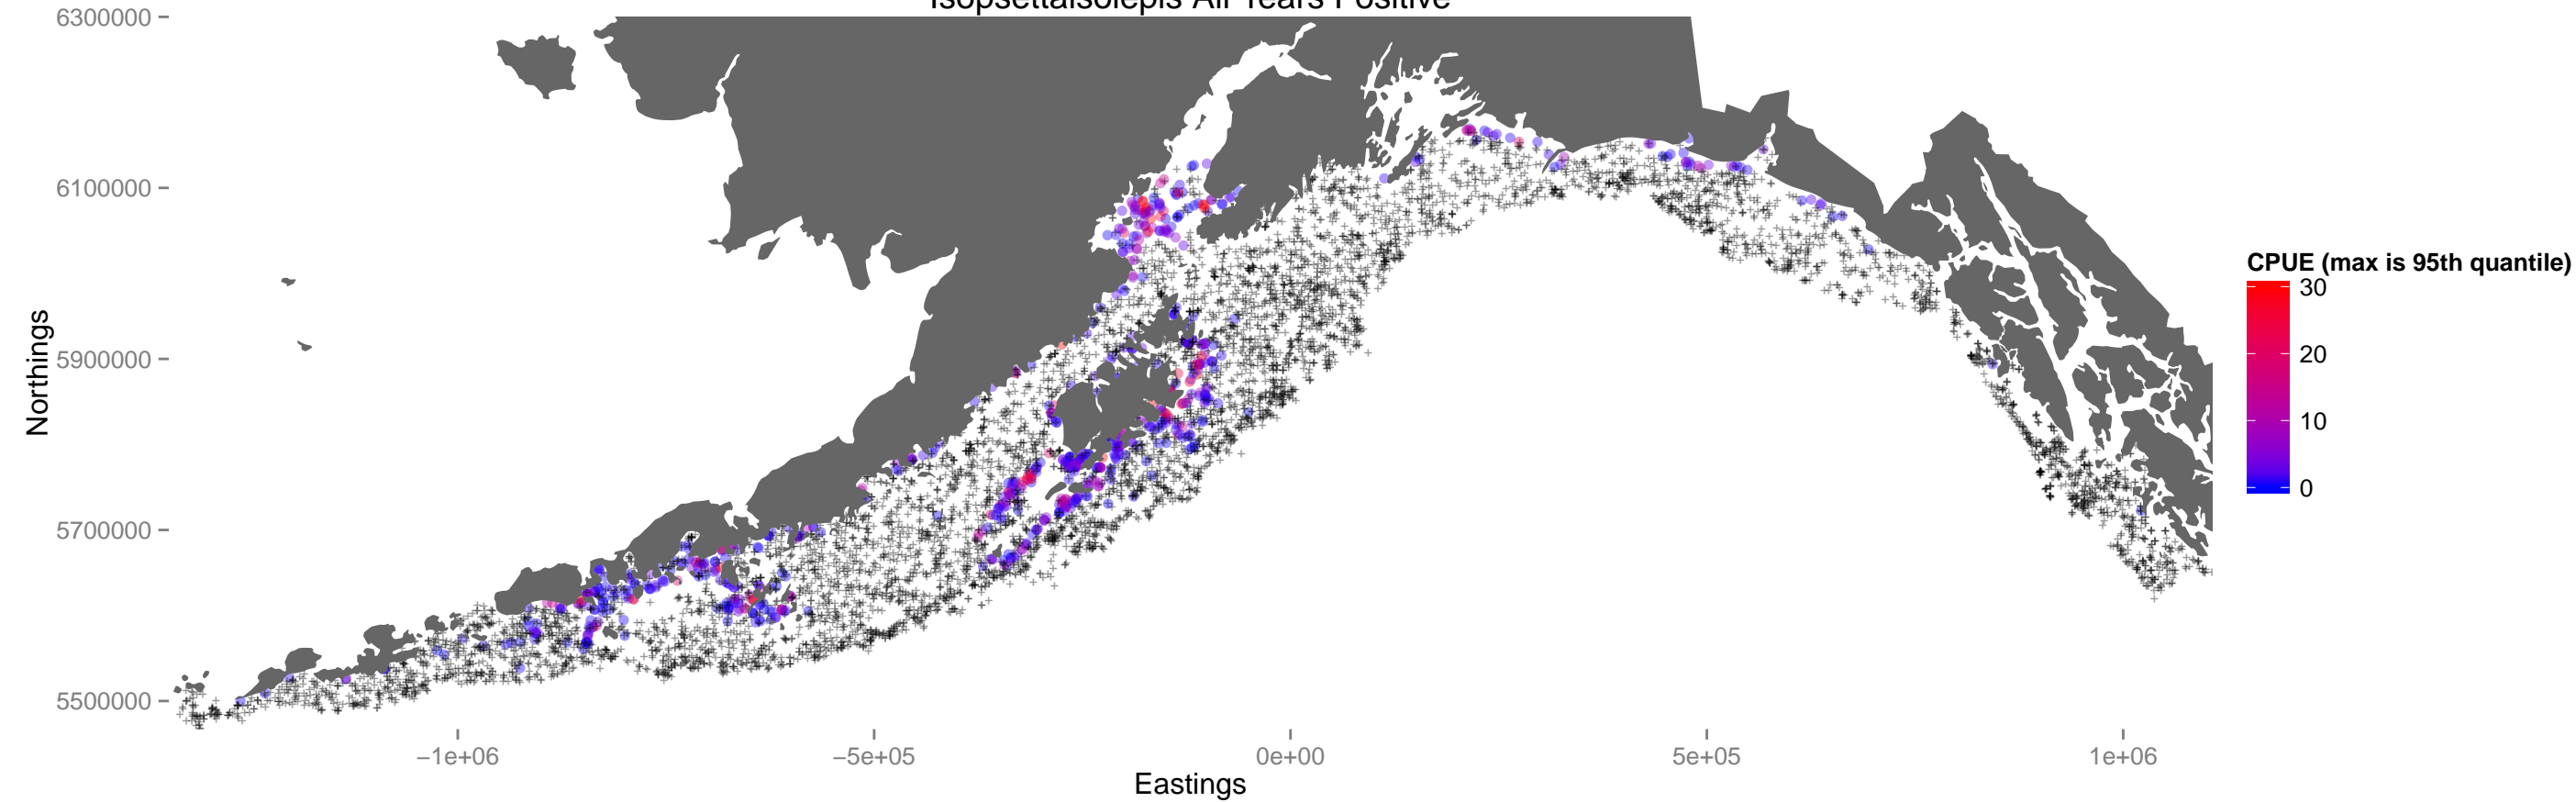 Isopsettaisolepis All Years Positive
6300000
6100000
5900000
5700000
5500000
Northings
−1e+06
−5e+05
0e+00
5e+05
1e+06
Eastings
CPUE (max is 95th quantile)
30
20
10
0